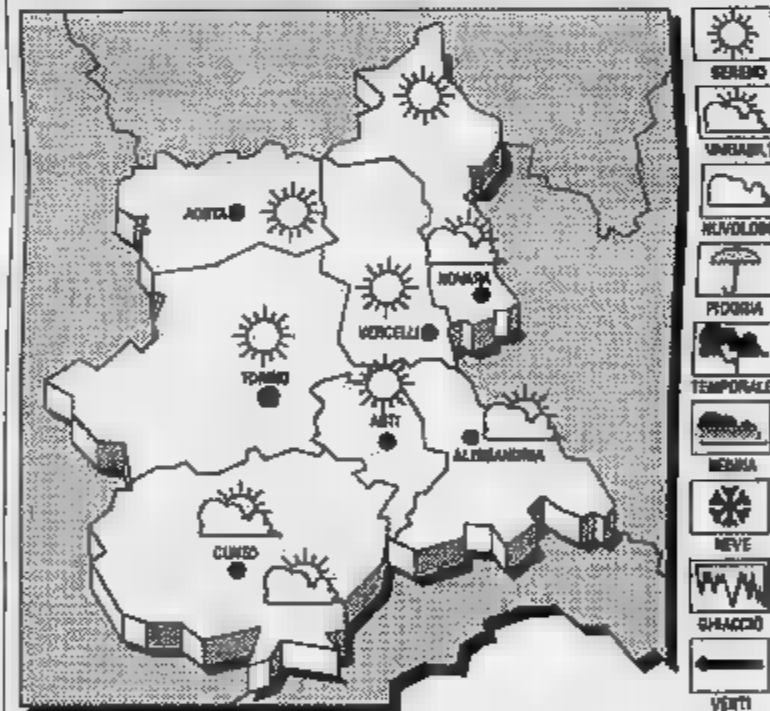 SERENO
VARIABILE
NUVOLOSO
PIOGGIA
TEMPORALE
NEBBIA
NEVE
GHIACCIO
VENTI
AOSTA
NOVARA
VERCELLI
TORINO
ASTI
ALESSANDRIA
CUNEO